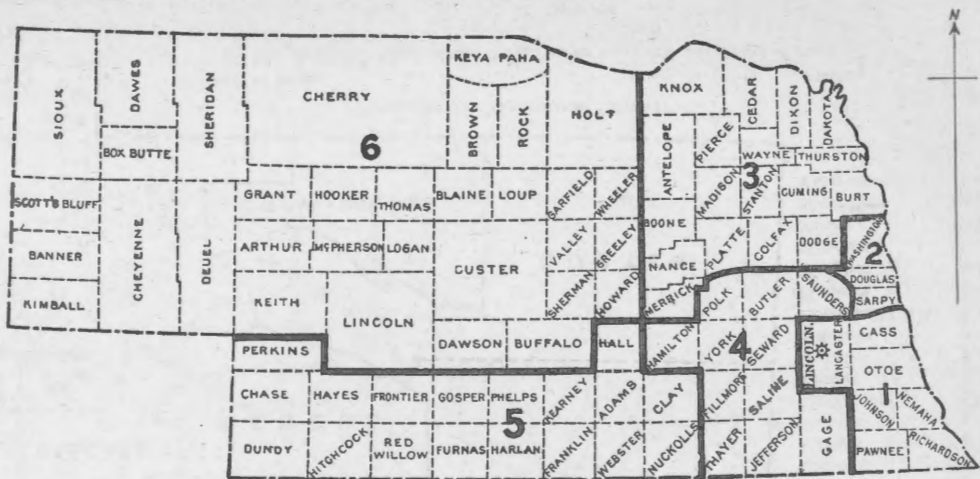 N
SIOUX
DAWES
BOX BUTTE
SHERIDAN
CHERRY
KEYA PAHA
BROWN
ROCK
HOLT
6
SCOTT'S BLUFF
BANNER
KIMBALL
CHEYENNE
DEUEL
GRANT
HOOKER
THOMAS
BLAINE
LOUP
GARFIELD
WHEELER
ARTHUR
McPHERSON
LOGAN
CUSTER
VALLEY
GREELEY
KEITH
LINCOLN
SHERMAN
HOWARD
DAWSON
BUFFALO
HALL
KNOX
CEDAR
DIXON
DAKOTA
ANTELOPE
PIERCE
WAYNE
THURSTON
3
MADISON
STANTON
CUMING
BURT
BOONE
NANCE
PLATTE
COLFAX
DODGE
MERRICK
WASHINGTON
2
DOUGLAS
SARPY
POLK
BUTLER
SAUNDERS
HAMILTON
YORK
4
SEWARD
FILLMORE
SALINE
THAYER
JEFFERSON
GAGE
LINCOLN.
LANCASTER
CASS
OTOE
1
JOHNSON
NEMAHA
PAWNEE
RICHARDSON
PERKINS
CHASE
HAYES
FRONTIER
GOSPER
PHELPS
KEARNEY
ADAMS
CLAY
5
DUNDY
HITCHCOCK
RED
WILLOW
FURNAS
HARLAN
FRANKLIN
WEBSTER
NUCKOLLS